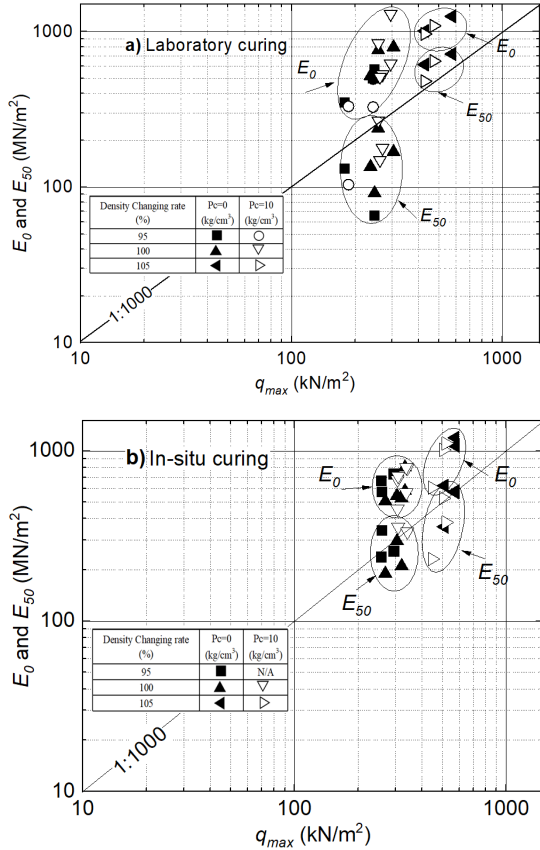 a) Laboratory curing
1000
100
10
E0 and E50 (MN/m2)
E0
E0
E50
E50
Density Changing rate Pc=0 Pc=10
(%) (kg/cm3) (kg/cm3)
95
100
105
1:1000
10 100 1000
qmax (kN/m2)
b) In-situ curing
1000
100
10
E0 and E50 (MN/m2)
E0
E0
E50
E50
Density Changing rate Pc=0 Pc=10
(%) (kg/cm3) (kg/cm3)
95 N/A
100
105
1:1000
10 100 1000
qmax (kN/m2)